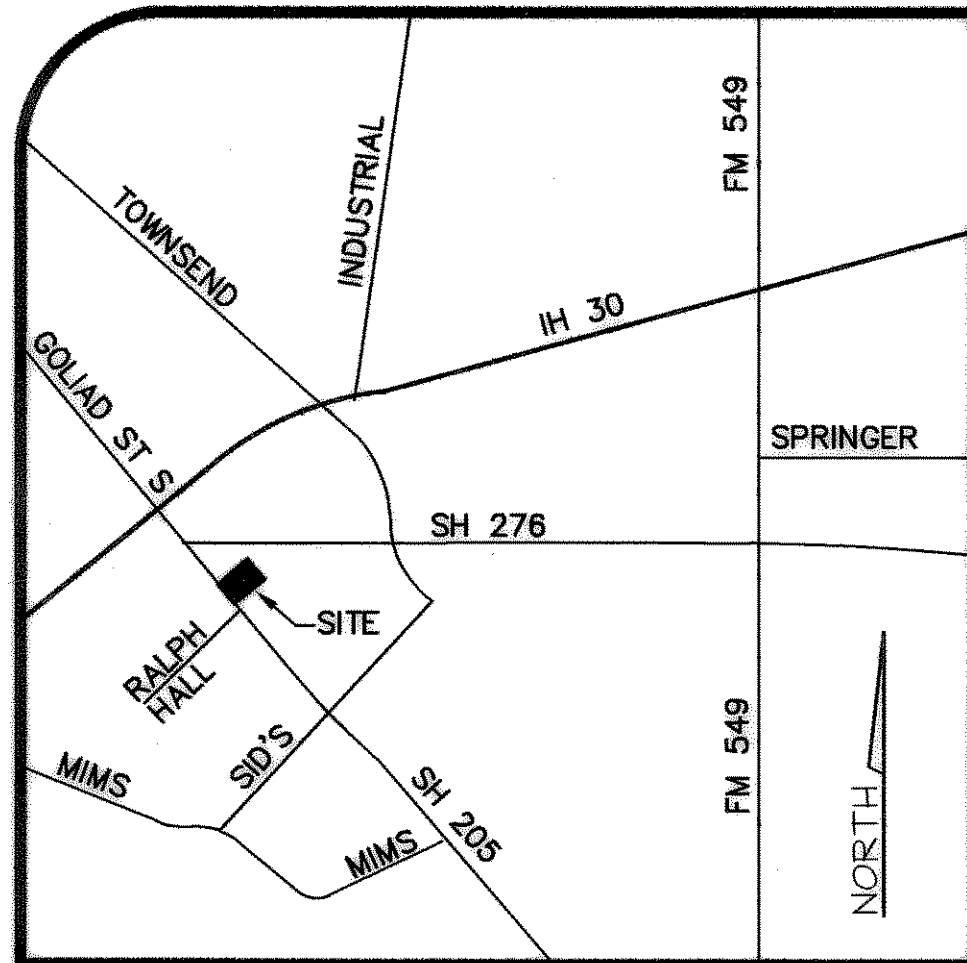 FM 549
INDUSTRIAL
TOWNSEND
IH 30
GOLIAD ST S
SPRINGER
SH 276
SITE
RALPH
HALL
SID'S
MIMS
SH 205
MIMS
FM 549
NORTH